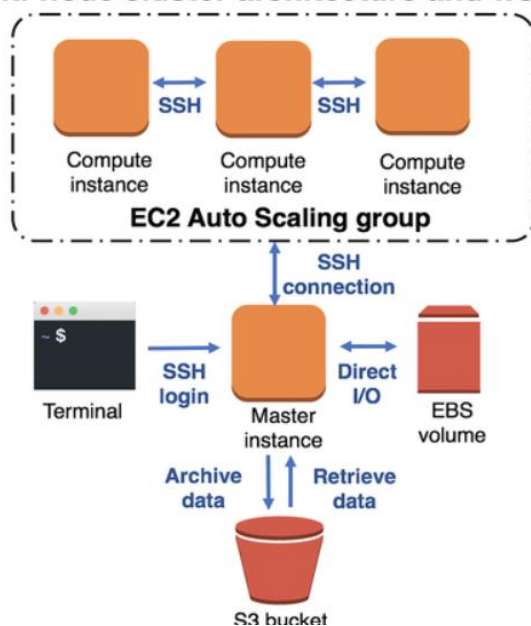 SSH
SSH
Compute
instance
Compute
instance
Compute
instance
EC2 Auto Scaling group
SSH
connection
~ $
SSH
login
Direct
I/O
Terminal
Master
instance
EBS
volume
Archive
data
Retrieve
data
S3 bucket